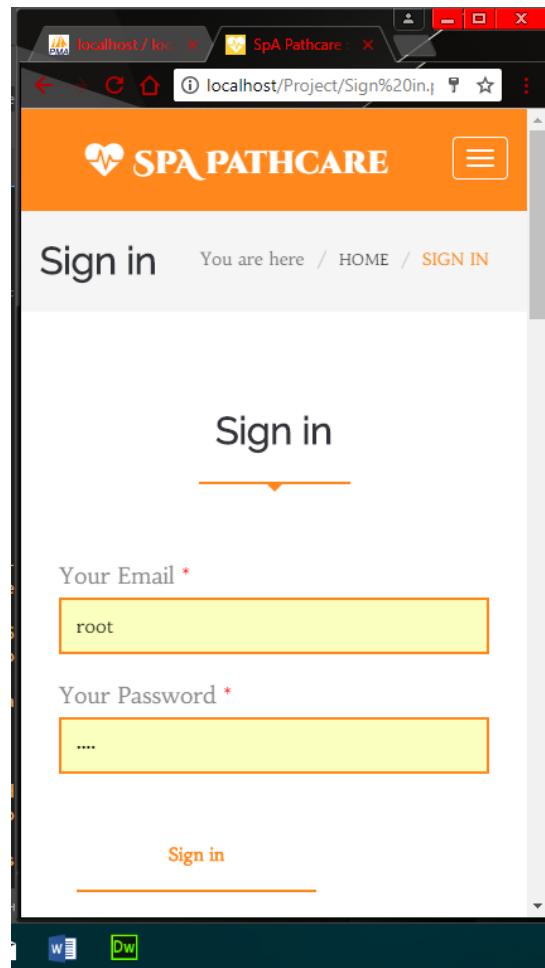 localhost / loc
SpA Pathcare :
localhost/Project/Sign%20in.p
SPA PATHCARE
Sign in
You are here / HOME / SIGN IN
Sign in
Your Email *
root
Your Password *
····
Sign in
PMA
W
Dw